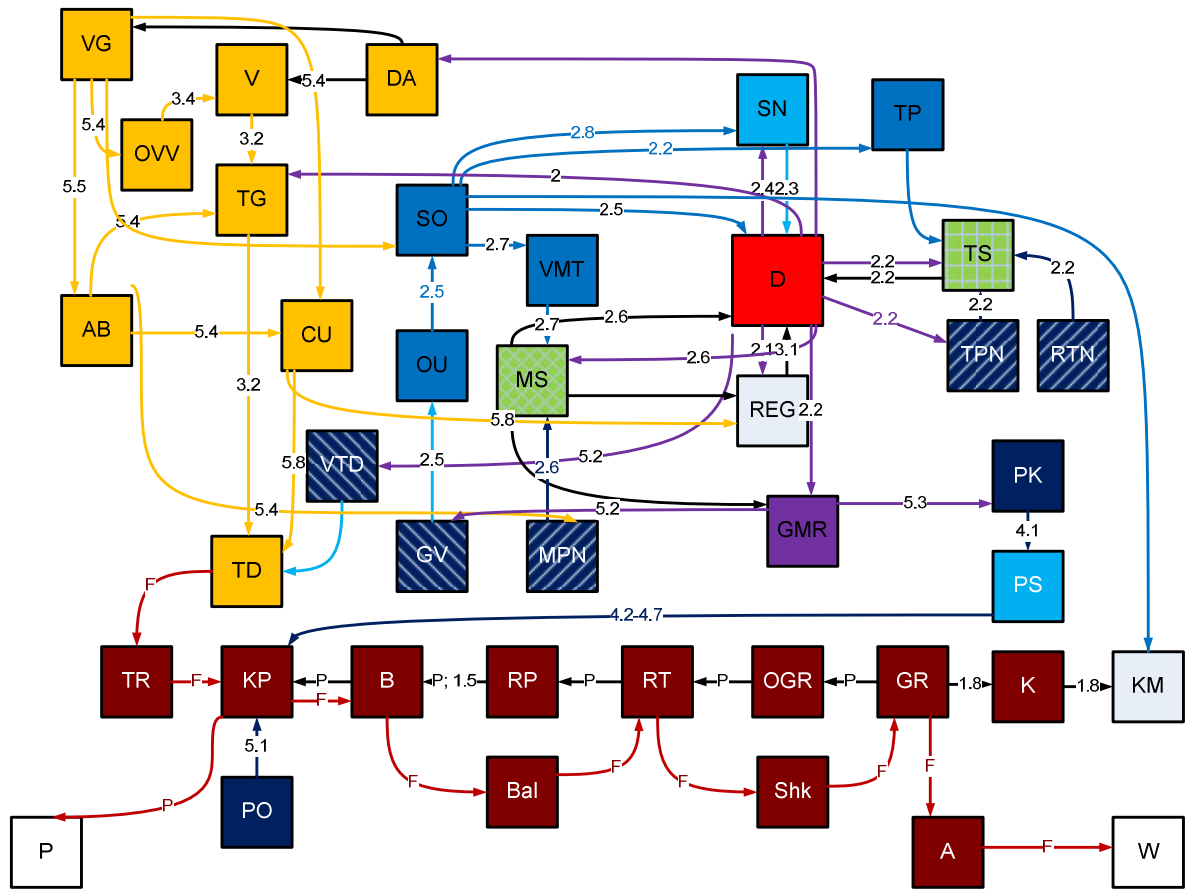 VG
V
DA
5.4
SN
TP
3.4
5.4
OVV
2.8
2.2
3.2
5.5
TG
2
2.4
2.3
SO
2.5
5.4
2.7
VMT
D
2.2
2.2
TS
2.2
2.5
2.2
2.2
AB
5.4
CU
2.7
2.6
TPN
RTN
OU
MS
2.6
2.1
3.1
3.2
REG
2.2
5.8
5.8
VTD
2.5
2.6
5.2
PK
5.4
5.2
5.3
GMR
4.1
GV
MPN
TD
PS
F
4.2-4.7
TR
F
KP
P
F
B
P; 1.5
RP
P
RT
P
OGR
P
GR
1.8
K
1.8
KM
5.1
F
F
F
F
F
Bal
Shk
P
PO
P
A
F
W